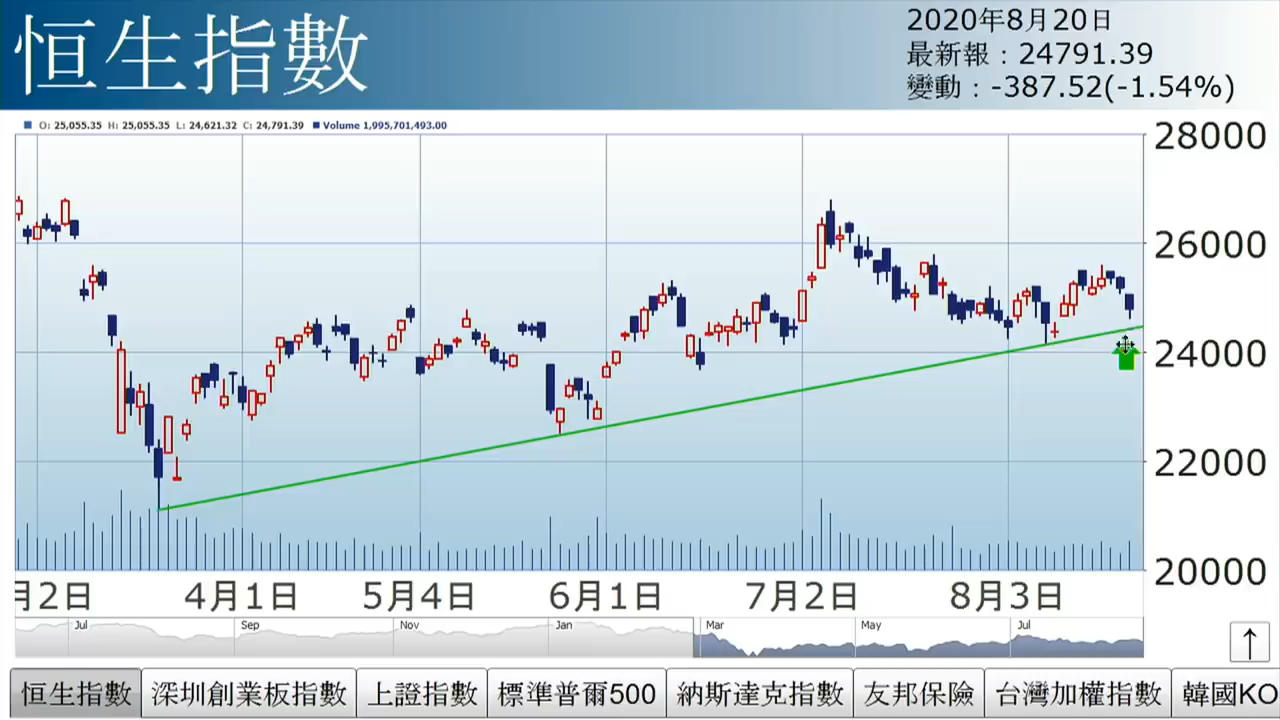 恒生指數
2020年8月20日
最新報：24791.39
變動：-387.52(-1.54%)
O: 25,055.35 H: 25,055.35 L: 24,621.32 C: 24,791.39 Volume 1,995,701,493.00
28000
26000
24000
22000
20000
月2日 4月1日 5月4日 6月1日 7月2日 8月3日
Jul Sep Nov Jan Mar May Jul
↑
恒生指數 深圳創業板指數 上證指數 標準普爾500 納斯達克指數 友邦保險 台灣加權指數 韓國KO